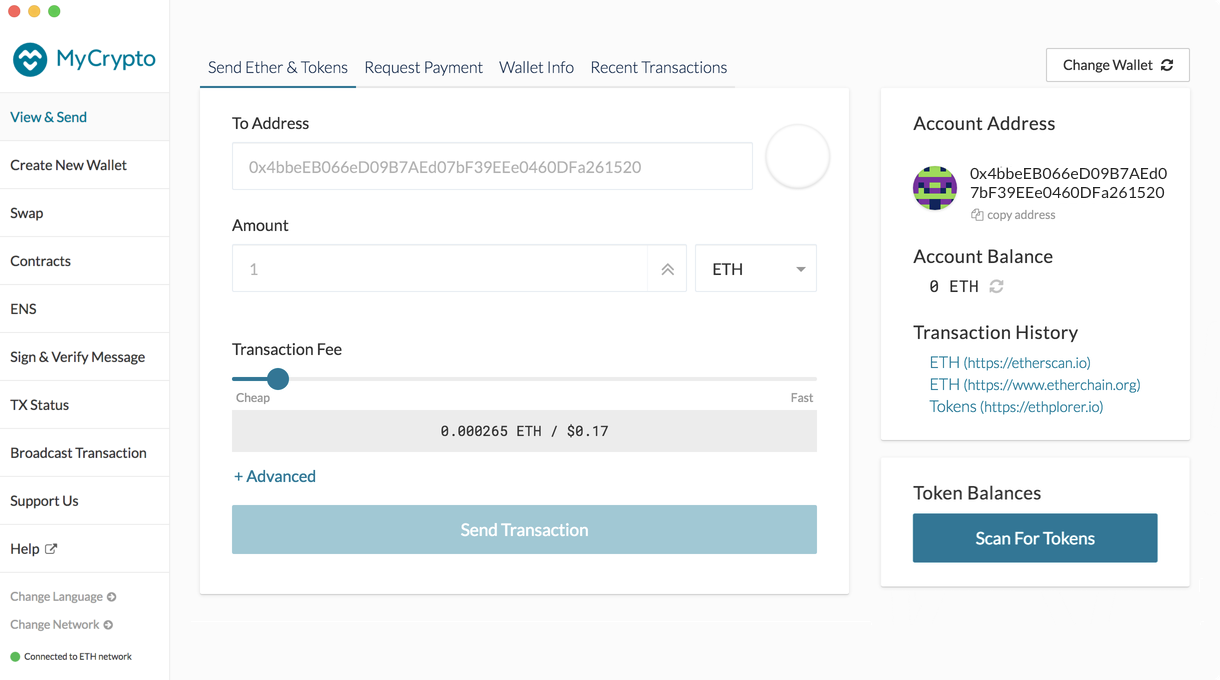 MyCrypto
View & Send
Create New Wallet
Swap
Contracts
ENS
Sign & Verify Message
TX Status
Broadcast Transaction
Support Us
Help
Change Language
Change Network
Connected to ETH network
Send Ether & Tokens
Request Payment
Wallet Info
Recent Transactions
Change Wallet
To Address
0x4bbeEB066eD09B7AEd07bF39EEe0460DFa261520
Amount
1
ETH
Transaction Fee
Cheap
Fast
0.000265 ETH / $0.17
+ Advanced
Send Transaction
Account Address
0x4bbeEB066eD09B7AEd0
7bF39EEe0460DFa261520
copy address
Account Balance
0 ETH
Transaction History
ETH (https://etherscan.io)
ETH (https://www.etherchain.org)
Tokens (https://ethplorer.io)
Token Balances
Scan For Tokens